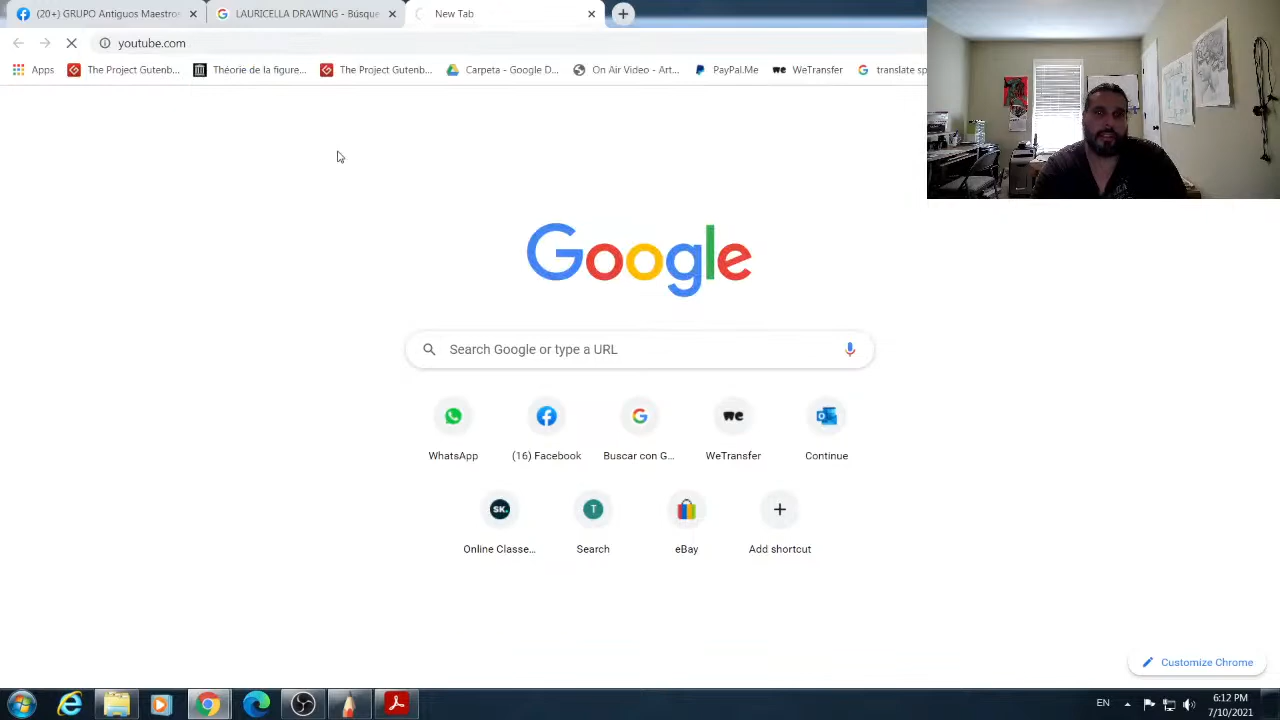 (20+) GRUPO Antiguos Maestros
LAURICELLA DRAWING - Búsque
New Tab
youtube.com
Apps
The Project Gutenb...
Théorie de la figure...
The Project Gutenb...
Carpeta - Google D...
On Air Video - Art...
PayPal.Me
WeTransfer
translate sp
Google
Search Google or type a URL
WhatsApp
(16) Facebook
Buscar con G...
we
WeTransfer
Continue
SK.
Online Classe...
T
Search
eBay
Add shortcut
Customize Chrome
EN
6:12 PM
7/10/2021